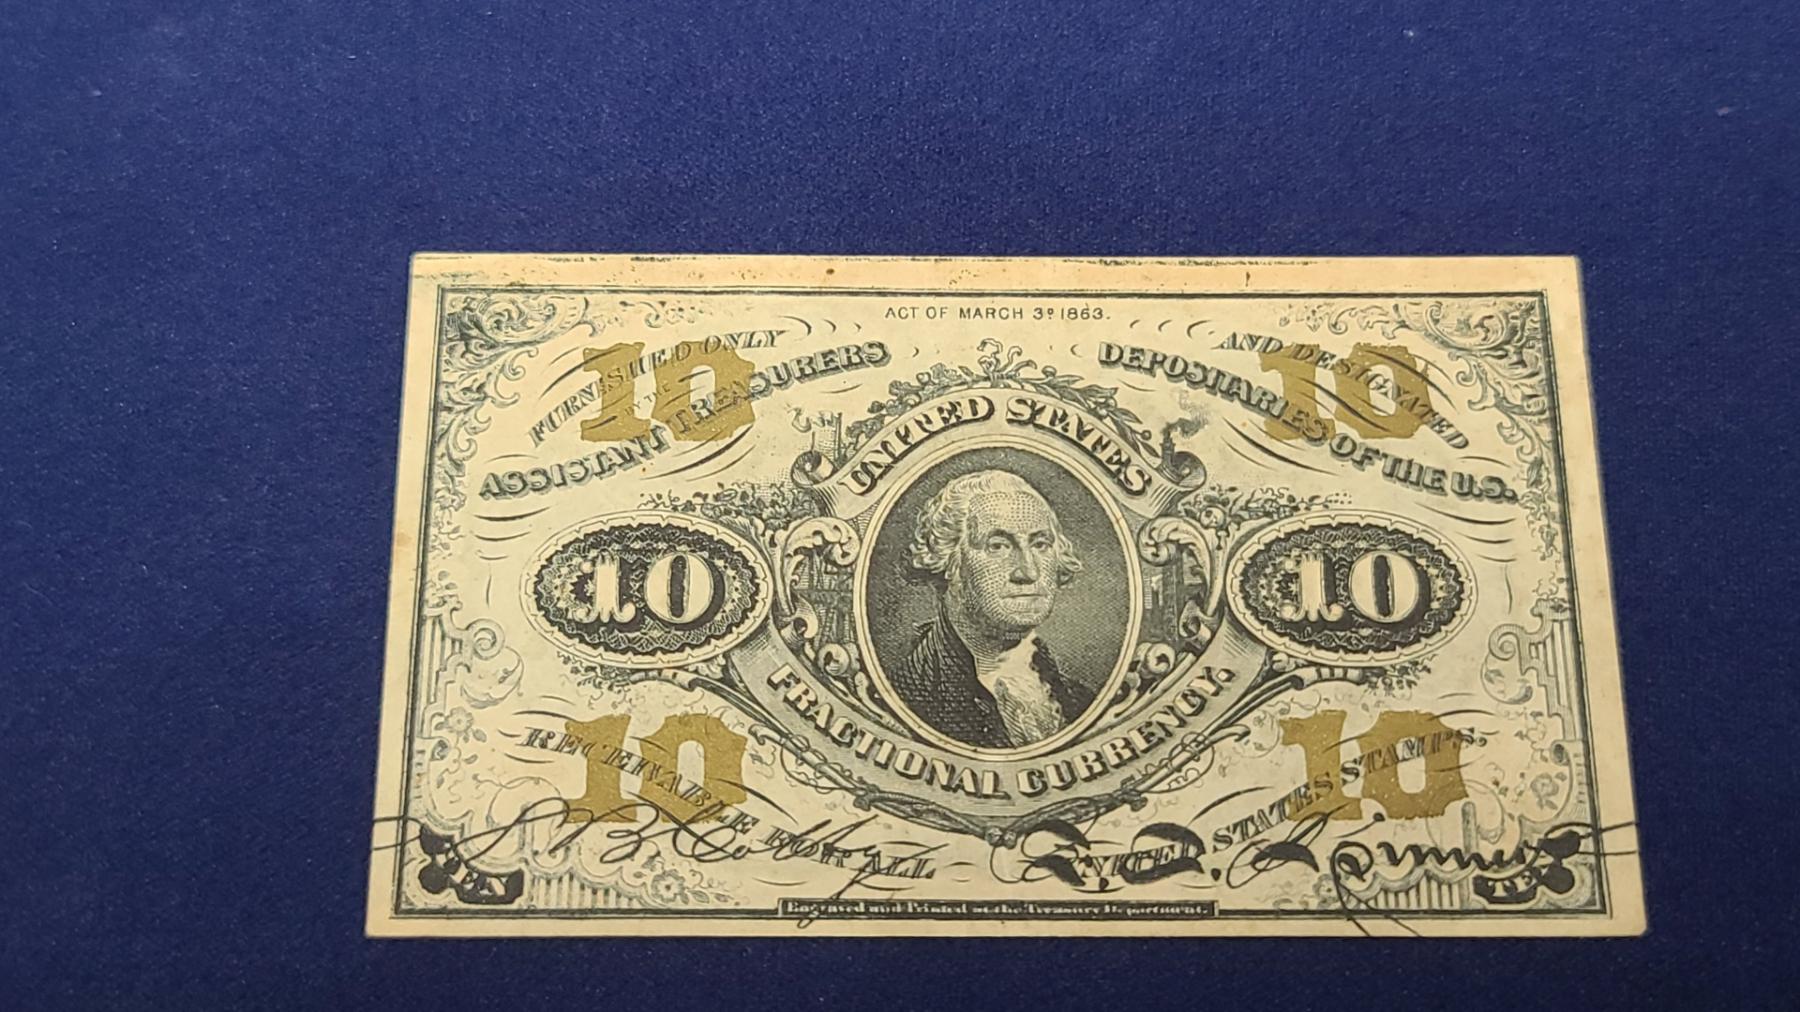 ACT OF MARCH 3D 1863.
FURNISHED ONLY
BY THE
ASSISTANT TREASURERS
AND DESIGNATED
DEPOSITARIES OF THE U.S.
10
10
UNITED STATES
10
10
FRACTIONAL CURRENCY.
10
10
RECEIVABLE FOR ALL
UNITED STATES STAMPS.
TEN
TEN
Engraved and Printed at the Treasury Department.